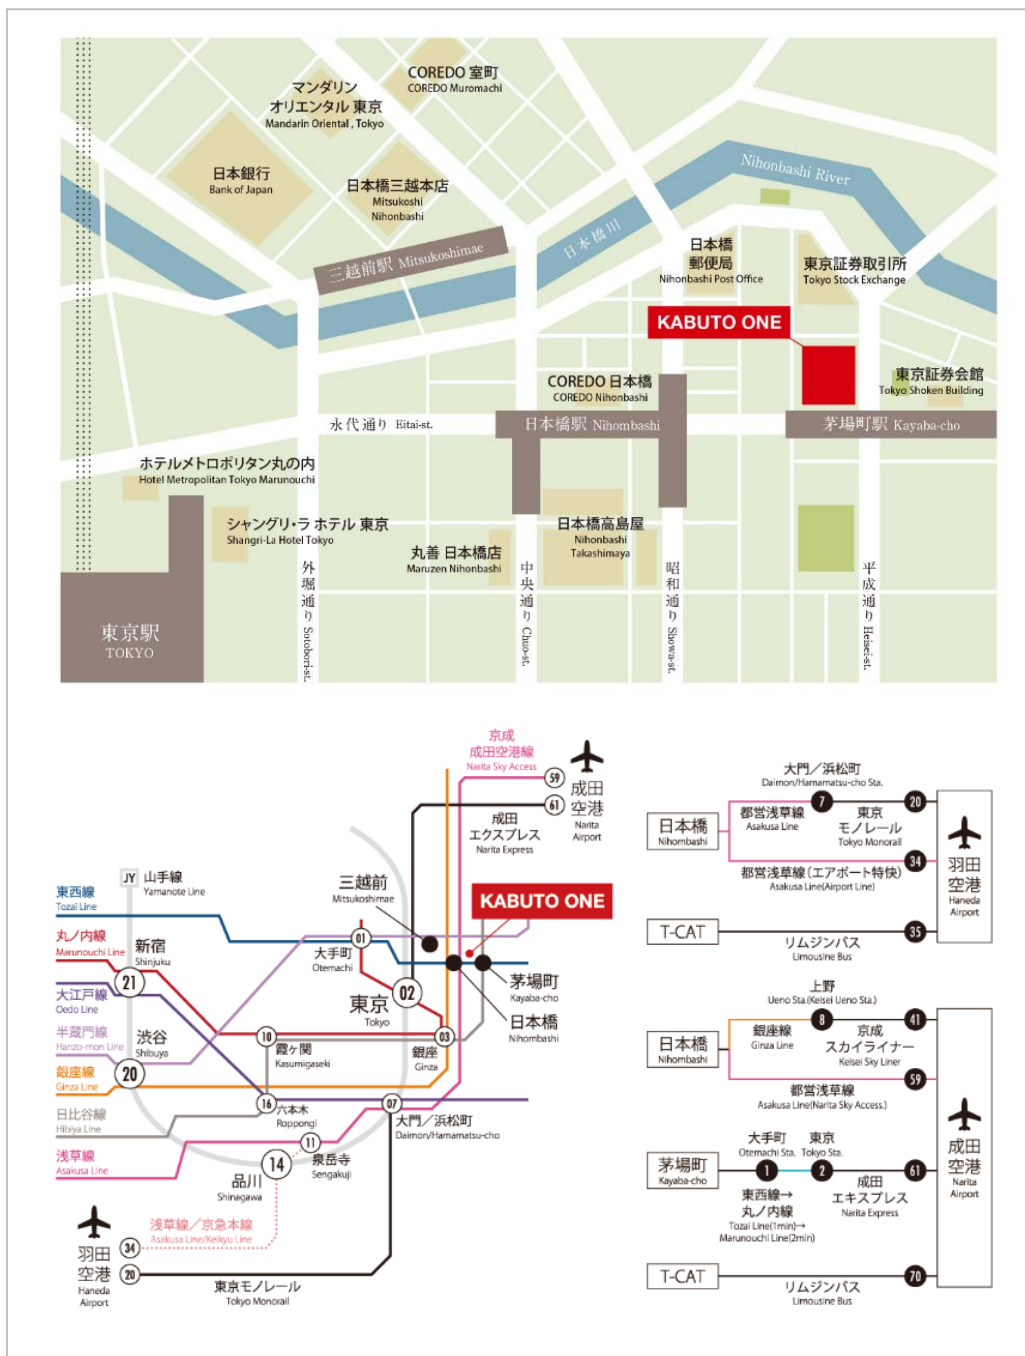 COREDO 室町
COREDO Muromachi
マンダリン
オリエンタル 東京
Mandarin Oriental , Tokyo
日本銀行
Bank of Japan
日本橋三越本店
Mitsukoshi
Nihonbashi
Nihonbashi River
日本橋川
三越前駅 Mitsukoshimae
日本橋
郵便局
Nihonbashi Post Office
東京証券取引所
Tokyo Stock Exchange
KABUTO ONE
東京証券会館
Tokyo Shoken Building
COREDO 日本橋
COREDO Nihonbashi
永代通り Eitai-st.
日本橋駅 Nihombashi
茅場町駅 Kayaba-cho
ホテルメトロポリタン丸の内
Hotel Metropolitan Tokyo Marunouchi
シャングリ・ラ ホテル 東京
Shangri-La Hotel Tokyo
丸善 日本橋店
Maruzen Nihonbashi
日本橋高島屋
Nihonbashi
Takashimaya
外堀通り Sotobori-st.
中央通り Chuo-st.
昭和通り Showa-st.
平成通り Heisei-st.
東京駅
TOKYO
京成
成田空港線
Narita Sky Access
59
61
成田
空港
Narita
Airport
成田
エクスプレス
Narita Express
JY 山手線
Yamanote Line
三越前
Mitsukoshimae
KABUTO ONE
東西線
Tozai Line
丸ノ内線
Marunouchi Line
新宿
Shinjuku
21
01
大手町
Otemachi
東京
Tokyo
02
茅場町
Kayaba-cho
日本橋
Nihombashi
大江戸線
Oedo Line
半蔵門線
Hanzo-mon Line
渋谷
Shibuya
20
10
霞ヶ関
Kasumigaseki
03
銀座
Ginza
銀座線
Ginza Line
日比谷線
Hibiya Line
16
六本木
Roppongi
07
大門／浜松町
Daimon/Hamamatsu-cho
浅草線
Asakusa Line
11
泉岳寺
Sengakuji
14
品川
Shinagawa
浅草線／京急本線
Asakusa Line/Keikyu Line
34
20
羽田
空港
Haneda
Airport
東京モノレール
Tokyo Monorail
大門／浜松町
Daimon/Hamamatsu-cho Sta.
日本橋
Nihombashi
都営浅草線
Asakusa Line
7
東京
モノレール
Tokyo Monorail
20
34
都営浅草線（エアポート特快）
Asakusa Line(Airport Line)
羽田
空港
Haneda
Airport
T-CAT
35
リムジンバス
Limousine Bus
上野
Ueno Sta.(Keisei Ueno Sta.)
日本橋
Nihombashi
銀座線
Ginza Line
8
京成
スカイライナー
Keisei Sky Liner
41
59
都営浅草線
Asakusa Line(Narita Sky Access.)
大手町
Otemachi Sta.
東京
Tokyo Sta.
茅場町
Kayaba-cho
1
2
61
東西線→
丸ノ内線
Tozai Line(1min)→
Marunouchi Line(2min)
成田
エキスプレス
Narita Express
成田
空港
Narita
Airport
T-CAT
70
リムジンバス
Limousine Bus